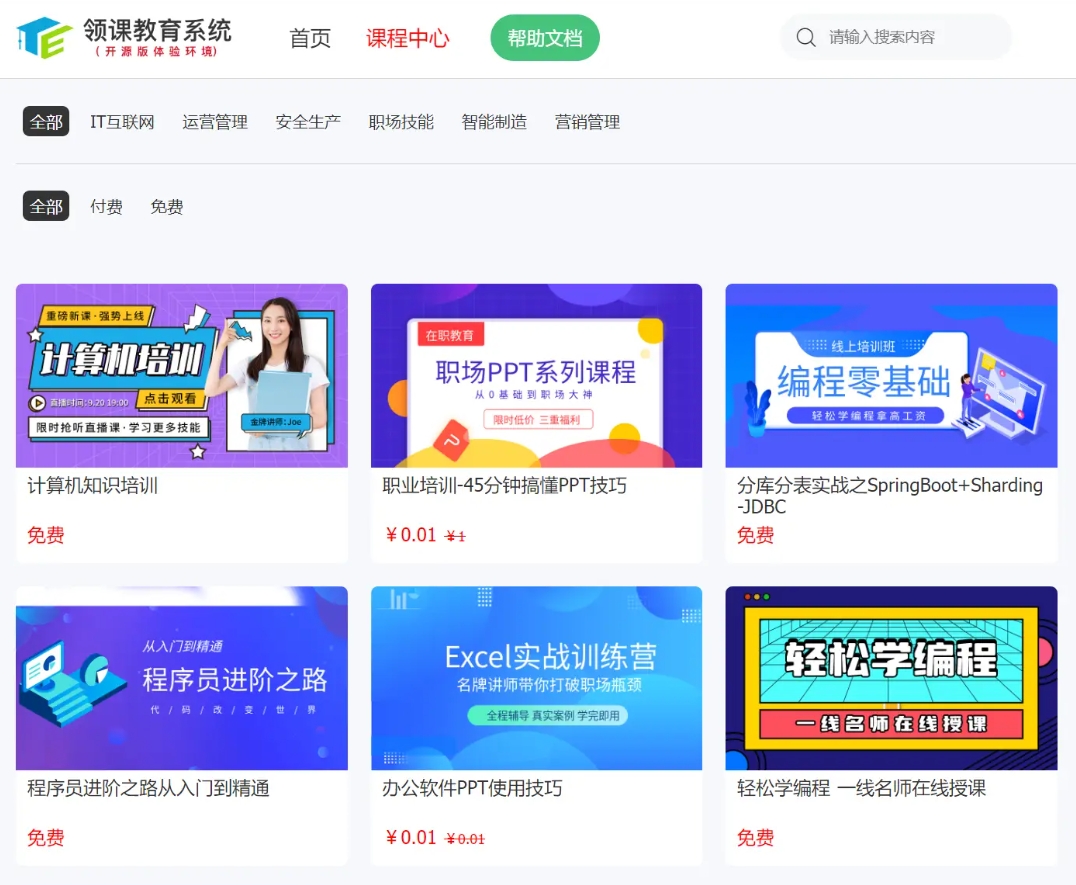 领课教育系统
(开源版体验环境)
首页
课程中心
帮助文档
请输入搜索内容
全部
IT互联网
运营管理
安全生产
职场技能
智能制造
营销管理
全部
付费
免费
重磅新课·强势上线
计算机培训
直播时间:9.20 19:00
点击观看
限时抢听直播课·学习更多技能
金牌讲师:Joe
计算机知识培训
免费
在职教育
职场PPT系列课程
从0基础到职场大神
限时低价 三重福利
职业培训-45分钟搞懂PPT技巧
¥0.01 ¥1
线上培训班
编程零基础
轻松学编程拿高工资
分库分表实战之SpringBoot+Sharding
-JDBC
免费
从入门到精通
程序员进阶之路
代 / 码 / 改 / 变 / 世 / 界
程序员进阶之路从入门到精通
免费
Excel实战训练营
名牌讲师带你打破职场瓶颈
全程辅导 真实案例 学完即用
办公软件PPT使用技巧
¥0.01 ¥0.01
轻松学编程
一线名师在线授课
轻松学编程 一线名师在线授课
免费